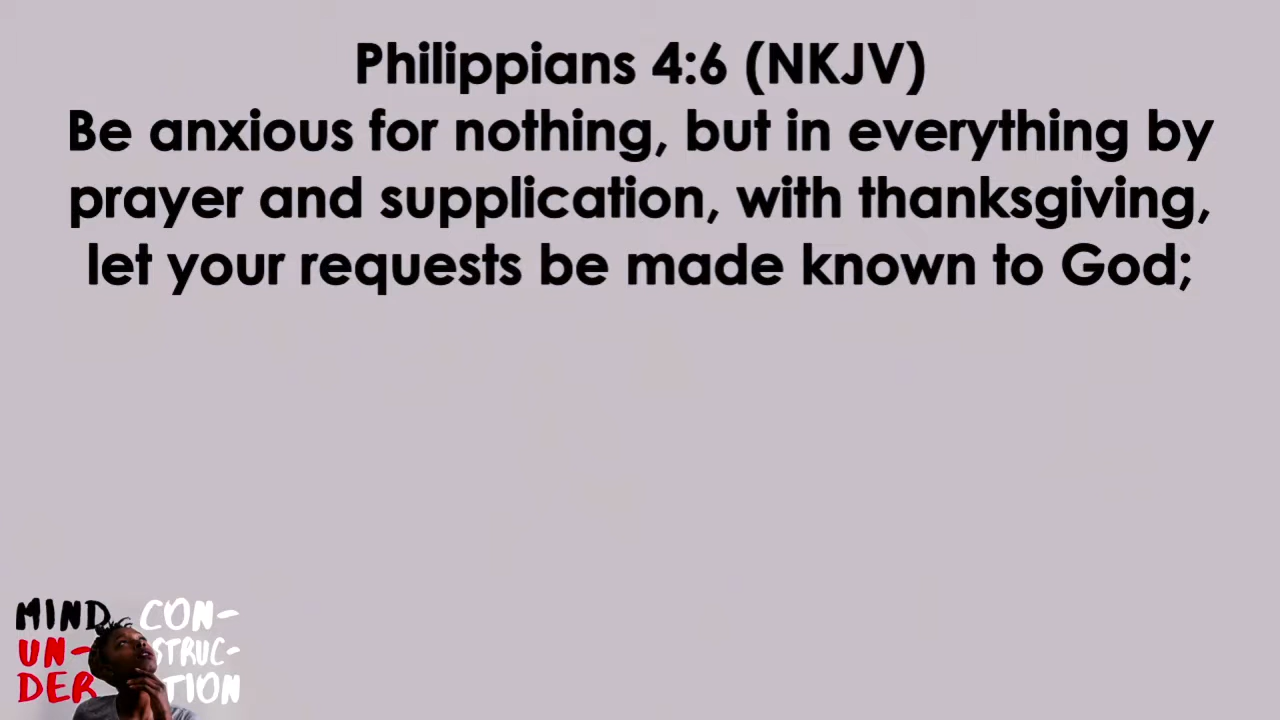 Philippians 4:6 (NKJV)
Be anxious for nothing, but in everything by
prayer and supplication, with thanksgiving,
let your requests be made known to God;
MIND CON-
UN- STRUC-
DER TION